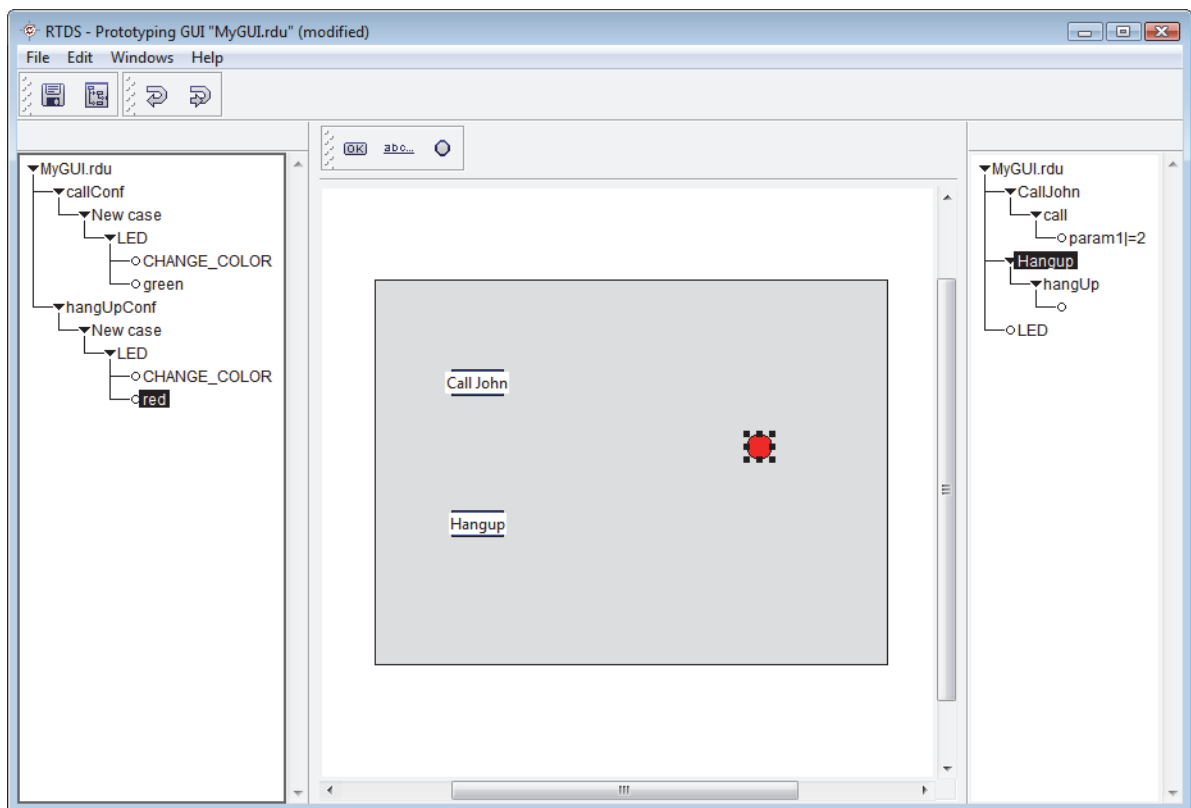 RTDS - Prototyping GUI "MyGUI.rdu" (modified)
File Edit Windows Help
OK abc...
MyGUI.rdu
callConf
New case
LED
CHANGE_COLOR
green
hangUpConf
New case
LED
CHANGE_COLOR
red
Call John
Hangup
MyGUI.rdu
CallJohn
call
param1|=2
Hangup
hangUp
LED